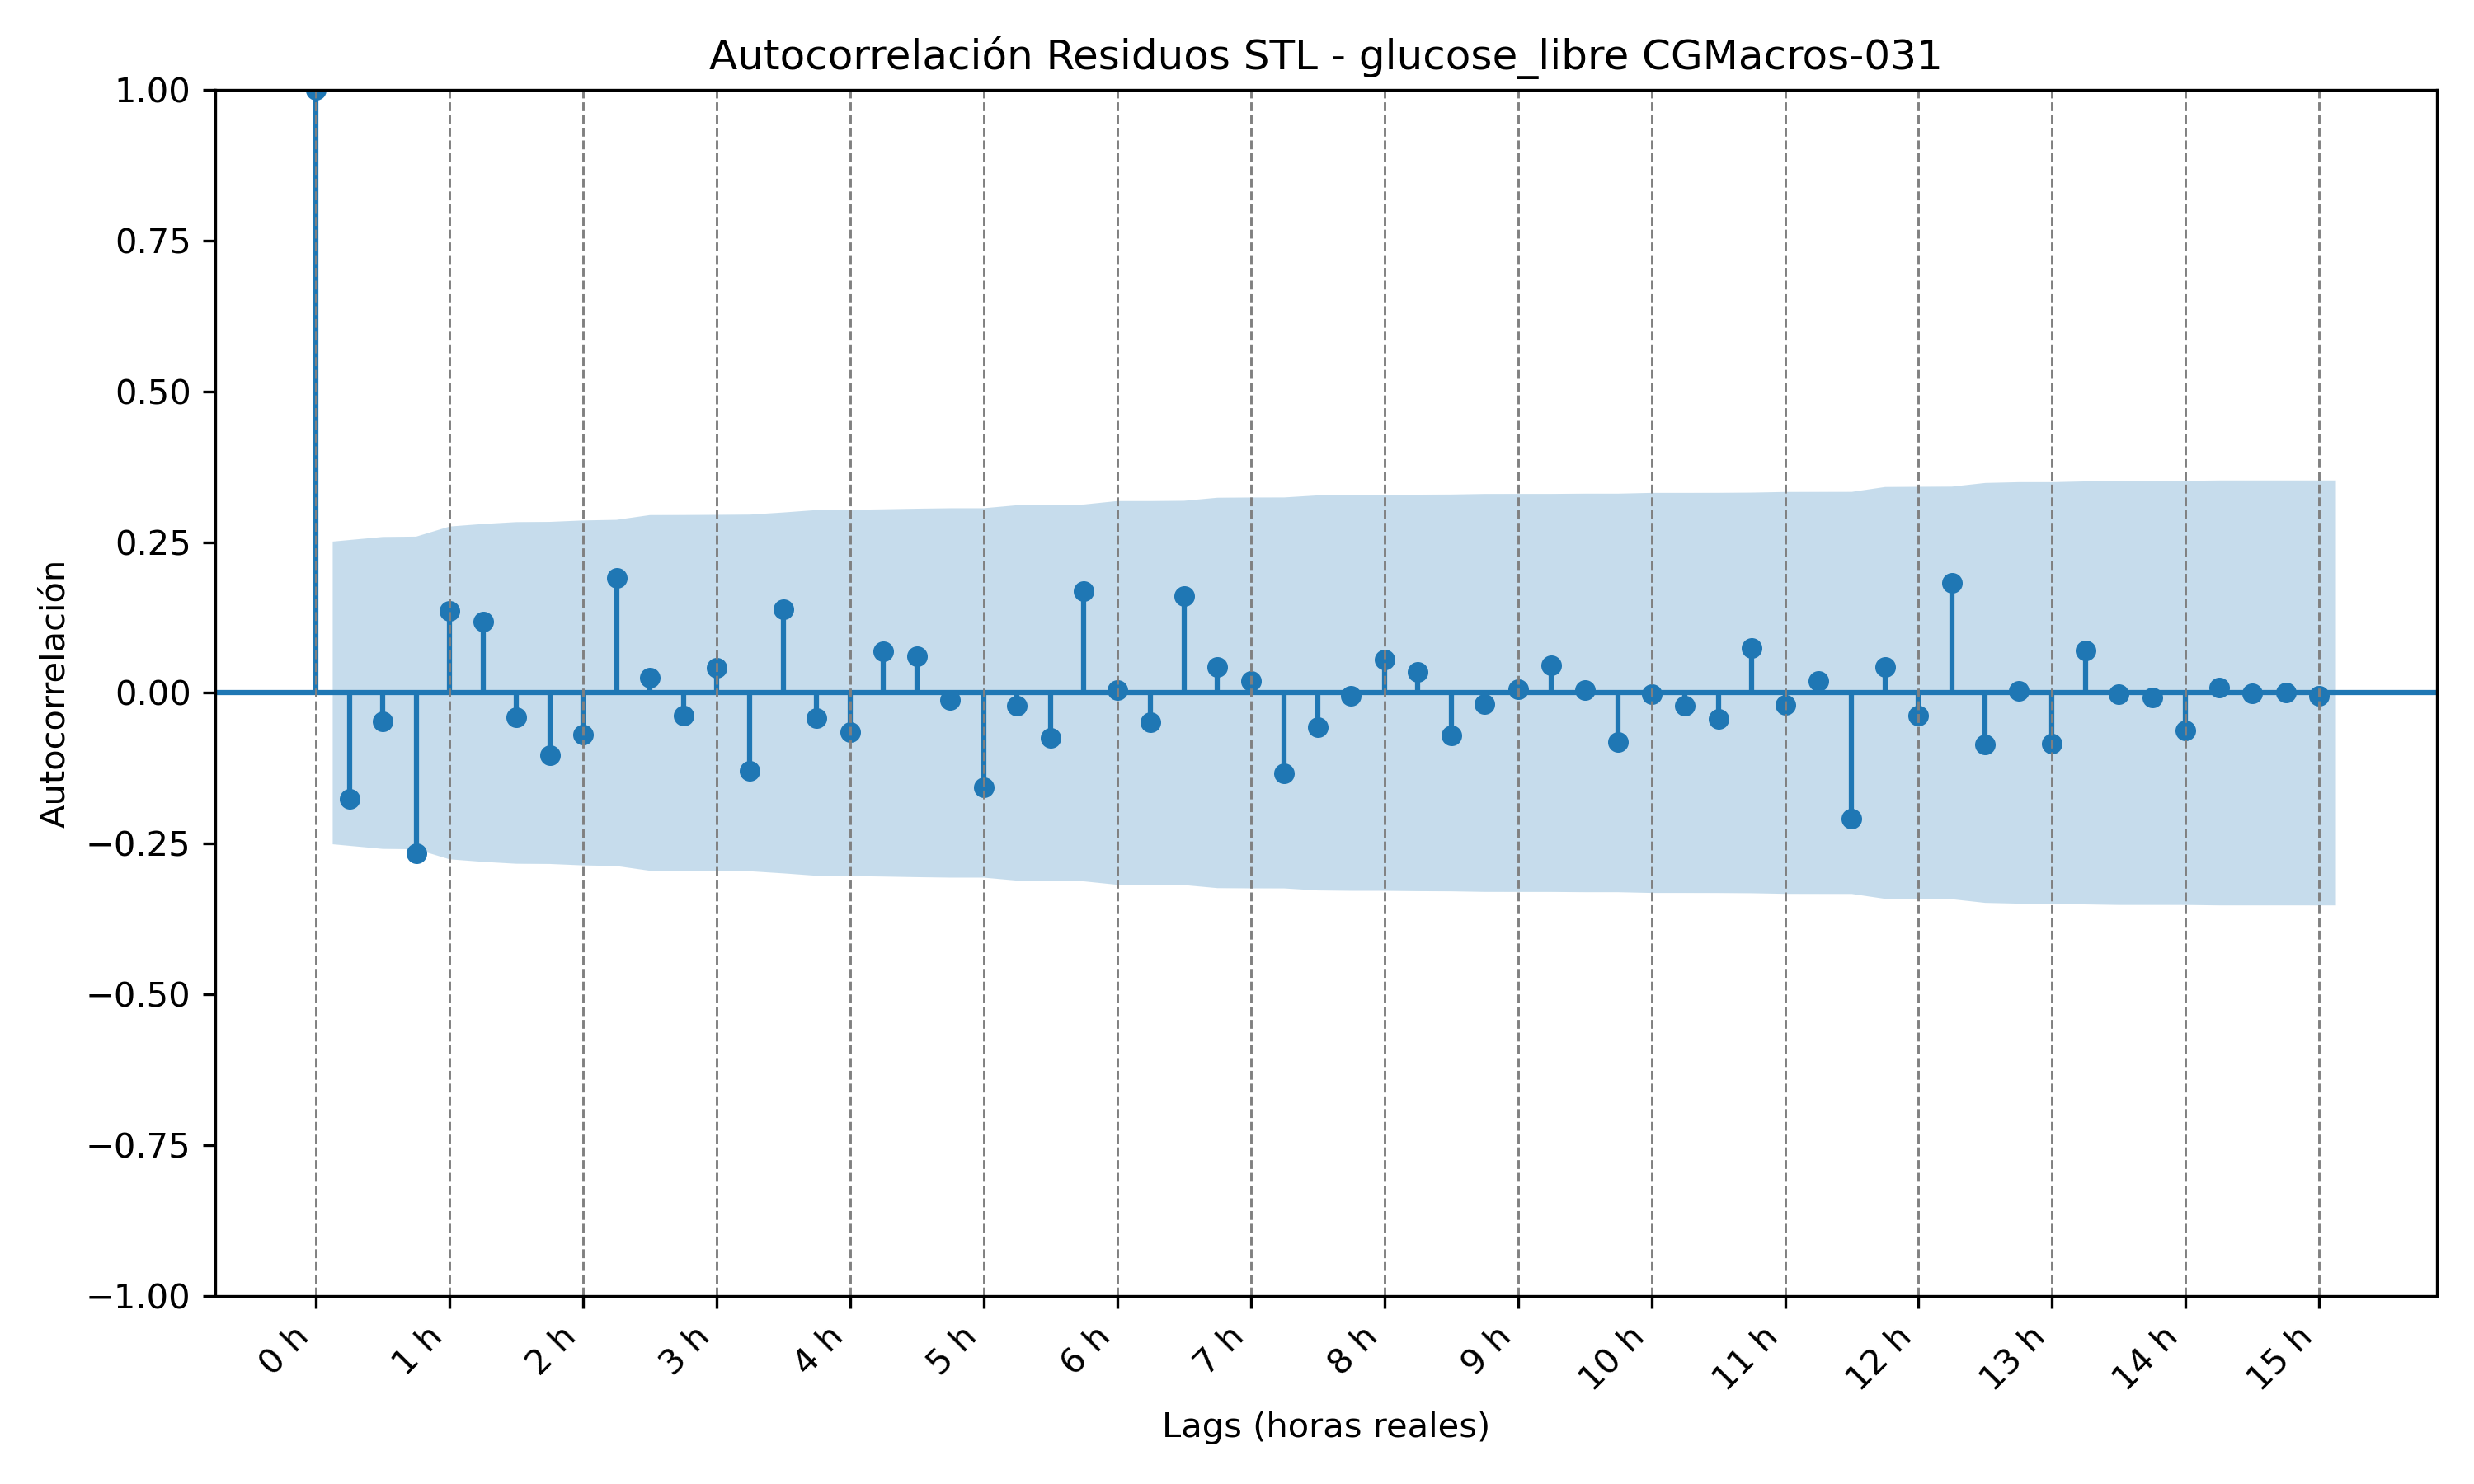 Autocorrelación Residuos STL - glucose_libre CGMacros-031
1.00
0.75
0.50
0.25
0.00
−0.25
−0.50
−0.75
−1.00
Autocorrelación
0 h
1 h
2 h
3 h
4 h
5 h
6 h
7 h
8 h
9 h
10 h
11 h
12 h
13 h
14 h
15 h
Lags (horas reales)